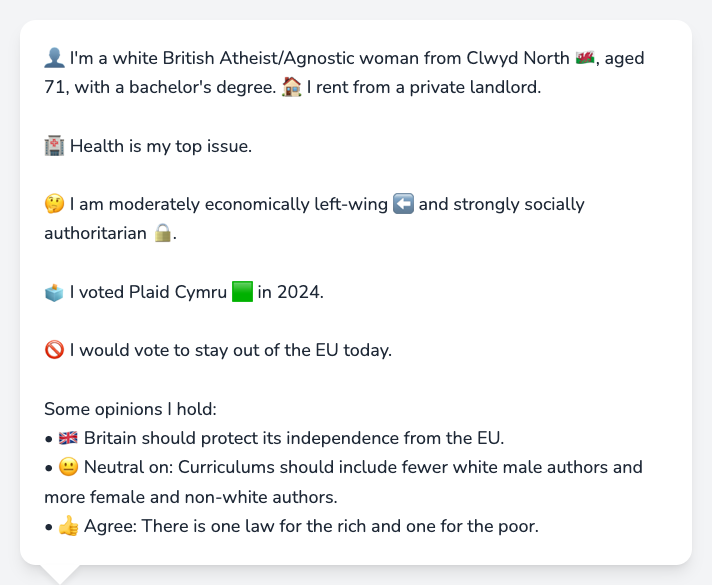 👤 I'm a white British Atheist/Agnostic woman from Clwyd North 🏴󠁧󠁢󠁷󠁬󠁳󠁿, aged
71, with a bachelor's degree. 🏠 I rent from a private landlord.
🏥 Health is my top issue.
🤔 I am moderately economically left-wing ⬅️ and strongly socially
authoritarian 🔒.
🗳️ I voted Plaid Cymru 🟩 in 2024.
🚫 I would vote to stay out of the EU today.
Some opinions I hold:
• 🇬🇧 Britain should protect its independence from the EU.
• 😐 Neutral on: Curriculums should include fewer white male authors and
more female and non-white authors.
• 👍 Agree: There is one law for the rich and one for the poor.